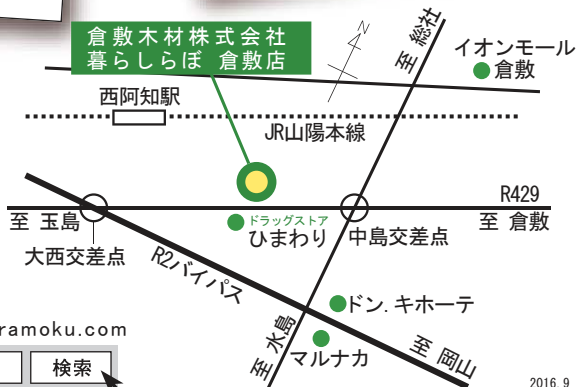 倉敷木材株式会社
暮らしらぼ 倉敷店
N
至 総社
イオンモール
倉敷
西阿知駅
JR山陽本線
R429
至 玉島
至 倉敷
ドラッグストア
ひまわり
中島交差点
大西交差点
R2バイパス
ドン.キホーテ
ramoku.com
至 水島
マルナカ
至 岡山
検索
2016.9